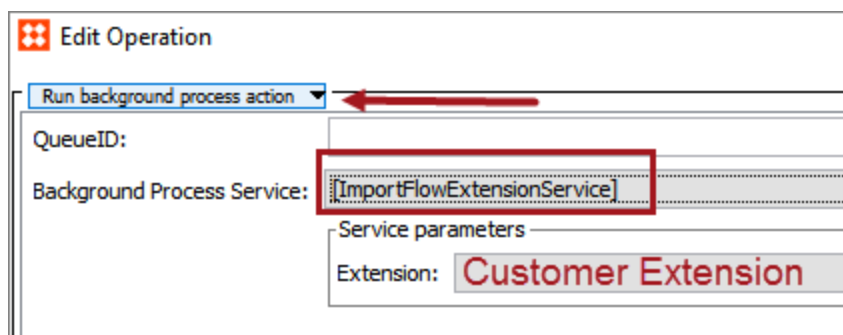 Edit Operation
Run background process action
QueueID:
Background Process Service: [ImportFlowExtensionService]
Service parameters
Extension: Customer Extension